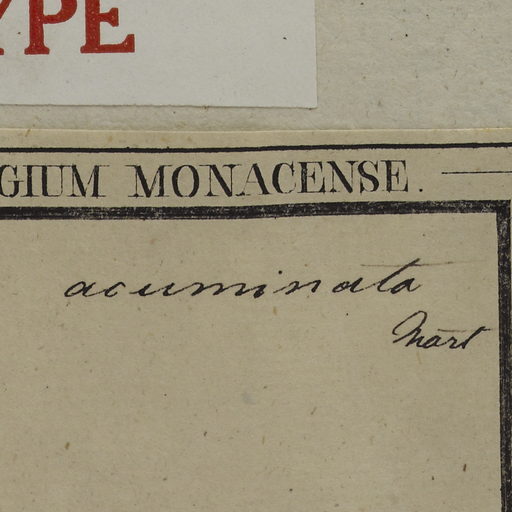 YPE
GIUM MONACENSE.
acuminata
Mart